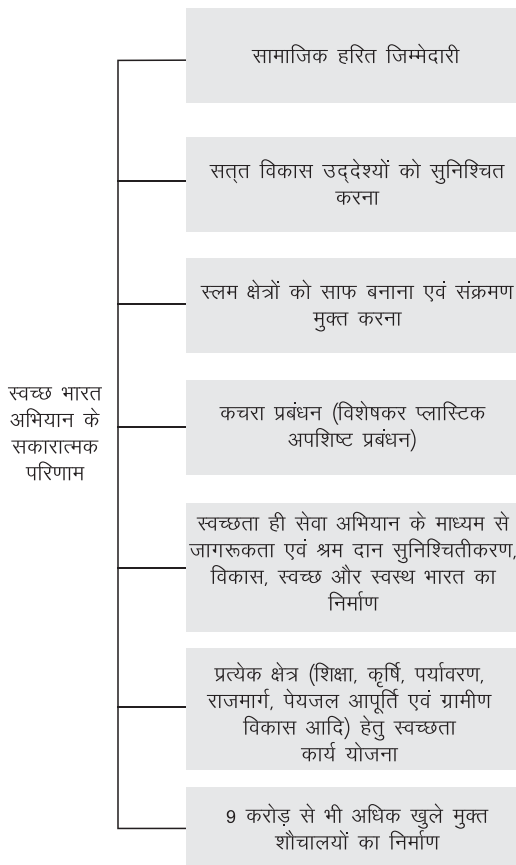 सामाजिक हरित जिम्मेदारी
सत्त विकास उद्देश्यों को सुनिश्चित
करना
स्लम क्षेत्रों को साफ बनाना एवं संक्रमण
मुक्त करना
स्वच्छ भारत
अभियान के
सकारात्मक
परिणाम
कचरा प्रबंधन (विशेषकर प्लास्टिक
अपशिष्ट प्रबंधन)
स्वच्छता ही सेवा अभियान के माध्यम से
जागरूकता एवं श्रम दान सुनिश्चितीकरण,
विकास, स्वच्छ और स्वस्थ भारत का
निर्माण
प्रत्येक क्षेत्र (शिक्षा, कृर्षि, पर्यावरण,
राजमार्ग, पेयजल आपूर्ति एवं ग्रामीण
विकास आदि) हेतु स्वच्छता
कार्य योजना
9 करोड़ से भी अधिक खुले मुक्त
शौचालयों का निर्माण